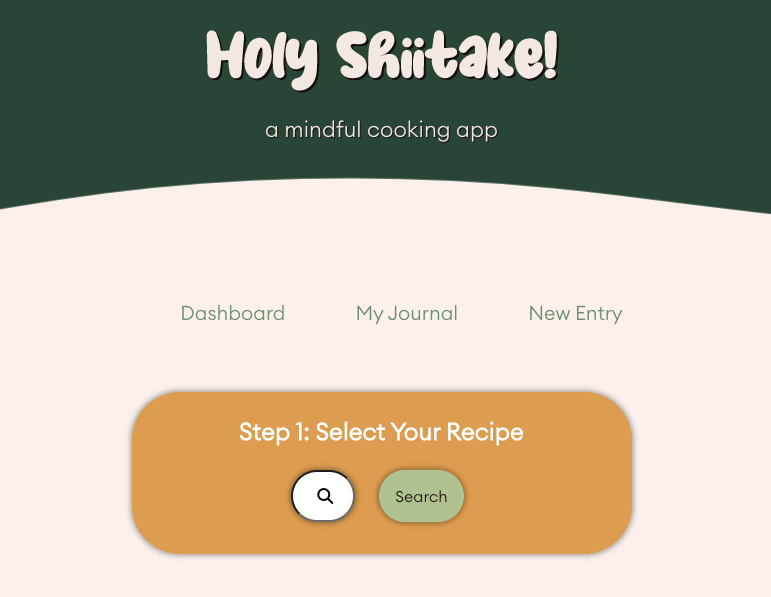 Holy Shiitake!
a mindful cooking app
Dashboard My Journal New Entry
Step 1: Select Your Recipe
Search